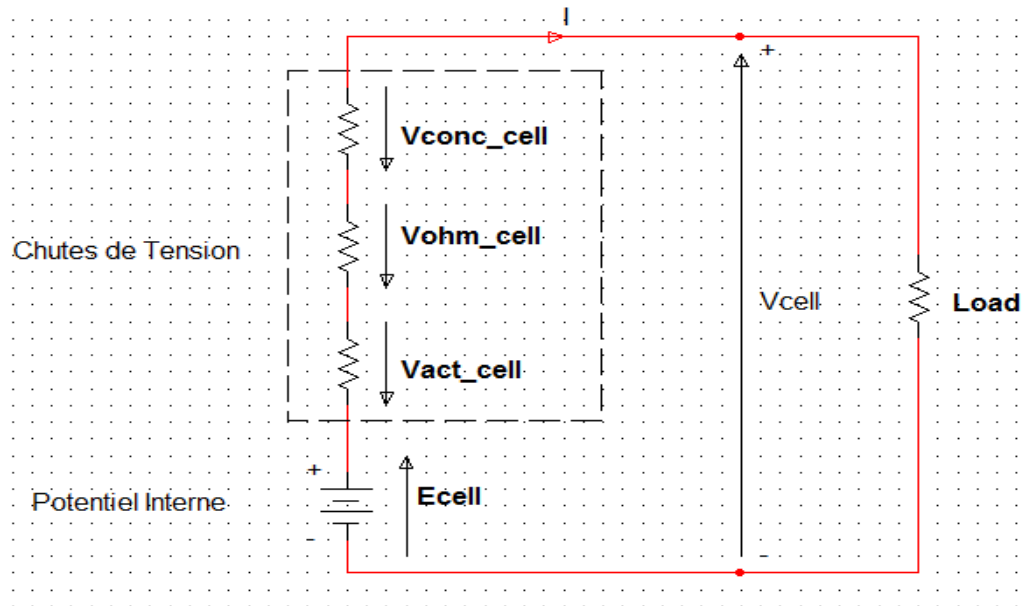 I
+
Vconc_cell
Chutes de Tension
Vohm_cell
Vcell
Load
Vact_cell
+
Potentiel Interne
Ecell
-
-